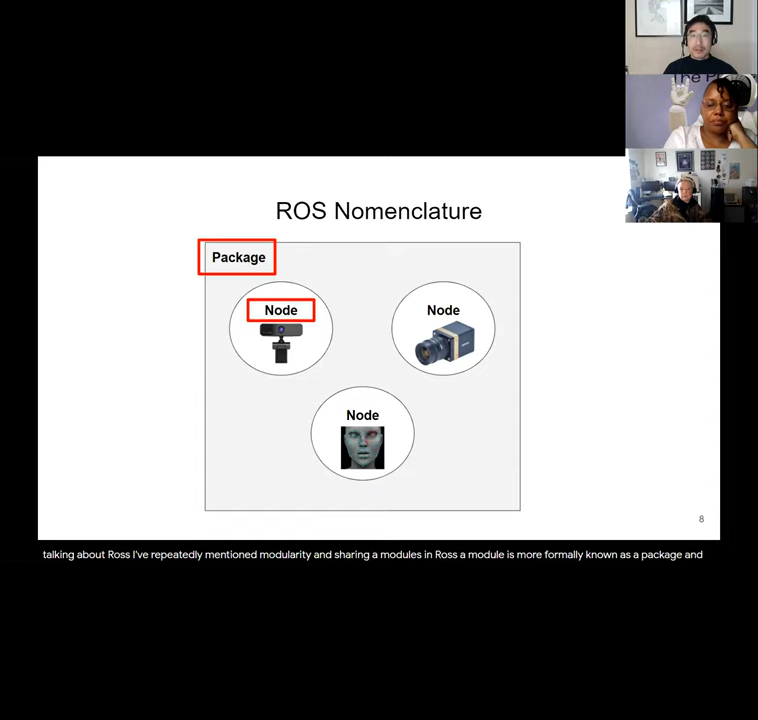 The P
ROS Nomenclature
Package
Node
Node
Node
8
talking about Ross I've repeatedly mentioned modularity and sharing a modules in Ross a module is more formally known as a package and